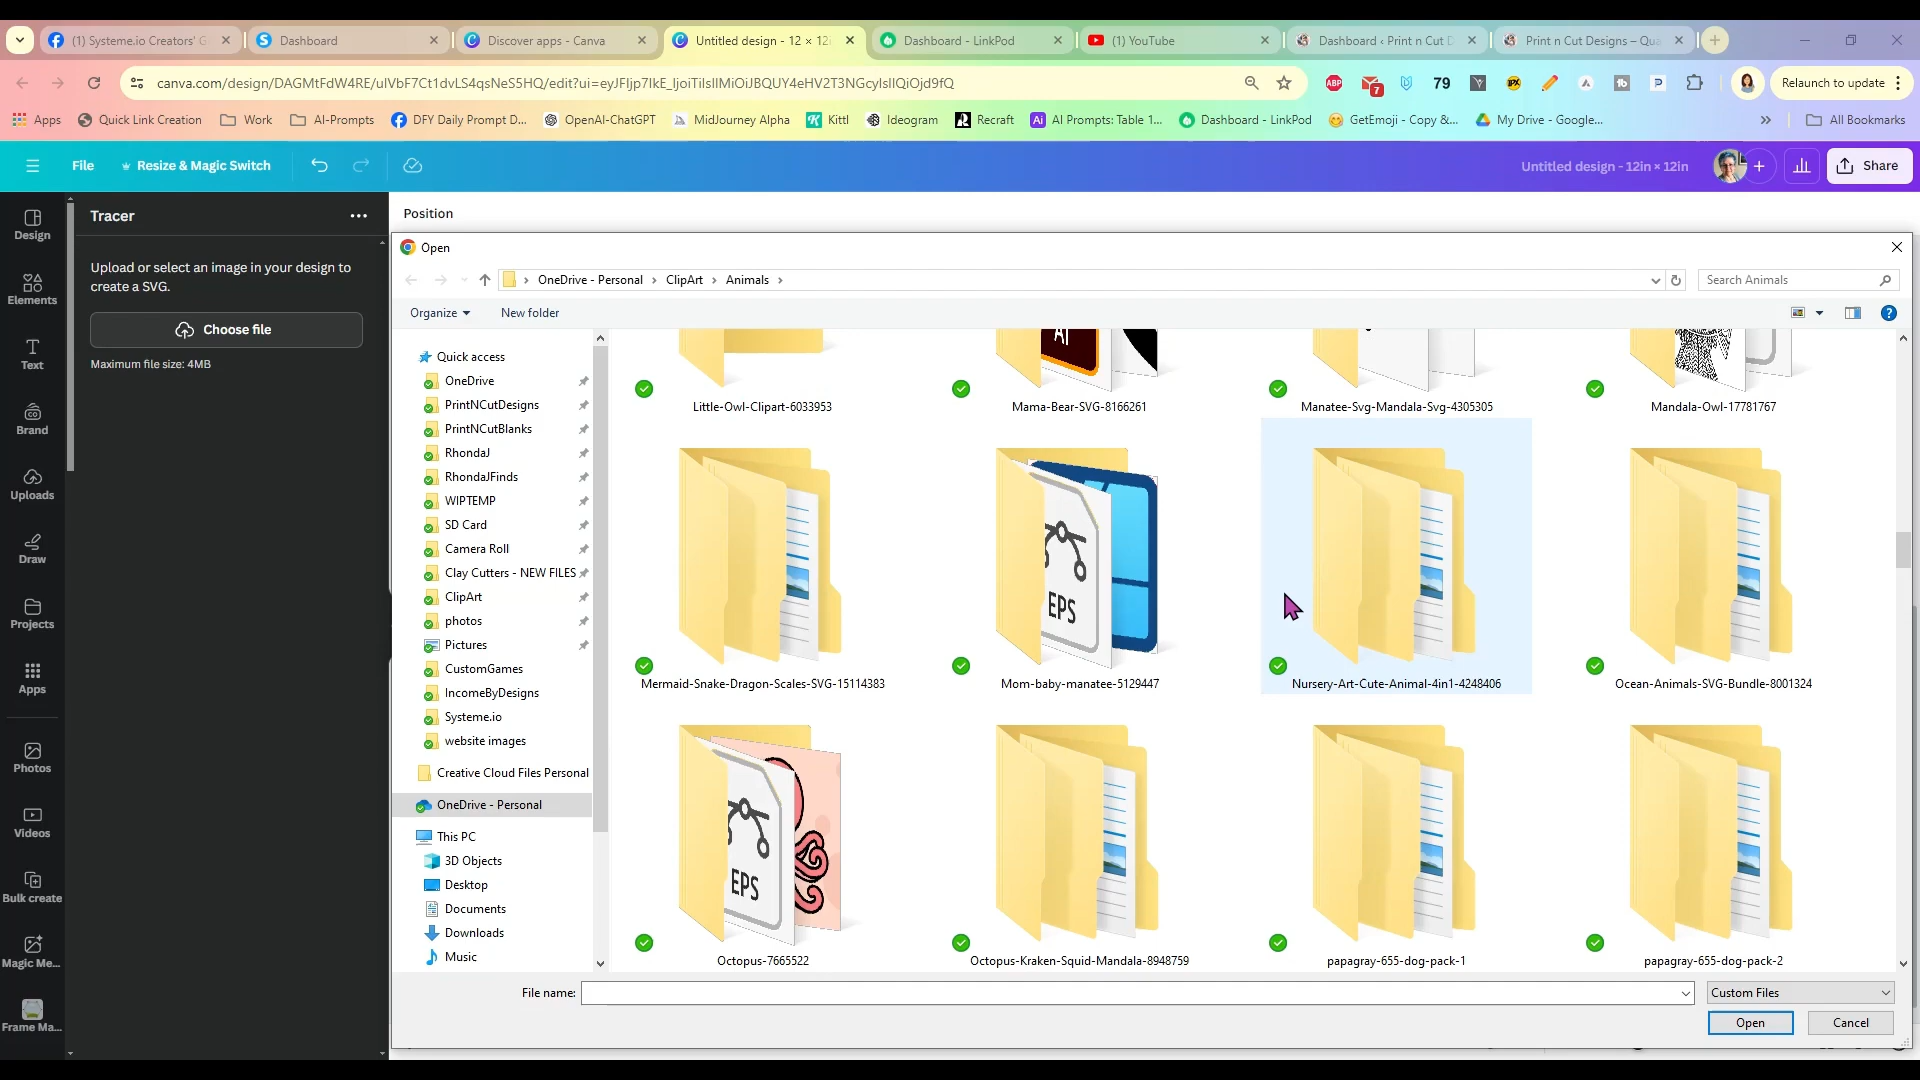 (1) Systeme.io Creators' G
Dashboard
Discover apps - Canva
Untitled design - 12 × 12i
Dashboard - LinkPod
(1) YouTube
Dashboard ‹ Print n Cut D
Print n Cut Designs – Qua
canva.com/design/DAGMtFdW4RE/ulVbF7Ct1dvLS4qsNeS5HQ/edit?ui=eyJFIjp7IkE_IjoiTiIsIlMiOiJBQUY4eHV2T3NGcyIsIlQiOjd9fQ
ABP
7
79
Relaunch to update
Apps
Quick Link Creation
Work
AI-Prompts
DFY Daily Prompt D...
OpenAI-ChatGPT
MidJourney Alpha
Kittl
Ideogram
Recraft
AI Prompts: Table 1...
Dashboard - LinkPod
GetEmoji - Copy &...
My Drive - Google...
All Bookmarks
File
Resize & Magic Switch
Untitled design - 12in × 12in
Share
Design
Elements
Text
Brand
Uploads
Draw
Projects
Apps
Photos
Videos
Bulk create
Magic Me...
Frame Ma...
Tracer
Upload or select an image in your design to
create a SVG.
Choose file
Maximum file size: 4MB
Position
Open
OneDrive - Personal
ClipArt
Animals
Search Animals
Organize
New folder
Quick access
OneDrive
PrintNCutDesigns
PrintNCutBlanks
RhondaJ
RhondaJFinds
WIPTEMP
SD Card
Camera Roll
Clay Cutters - NEW FILES
ClipArt
photos
Pictures
CustomGames
IncomeByDesigns
Systeme.io
website images
Creative Cloud Files Personal
OneDrive - Personal
This PC
3D Objects
Desktop
Documents
Downloads
Music
Ai
Little-Owl-Clipart-6033953
Mama-Bear-SVG-8166261
Manatee-Svg-Mandala-Svg-4305305
Mandala-Owl-17781767
EPS
Mermaid-Snake-Dragon-Scales-SVG-15114383
Mom-baby-manatee-5129447
Nursery-Art-Cute-Animal-4in1-4248406
Ocean-Animals-SVG-Bundle-8001324
EPS
Octopus-7665522
Octopus-Kraken-Squid-Mandala-8948759
papagray-655-dog-pack-1
papagray-655-dog-pack-2
File name:
Custom Files
Open
Cancel